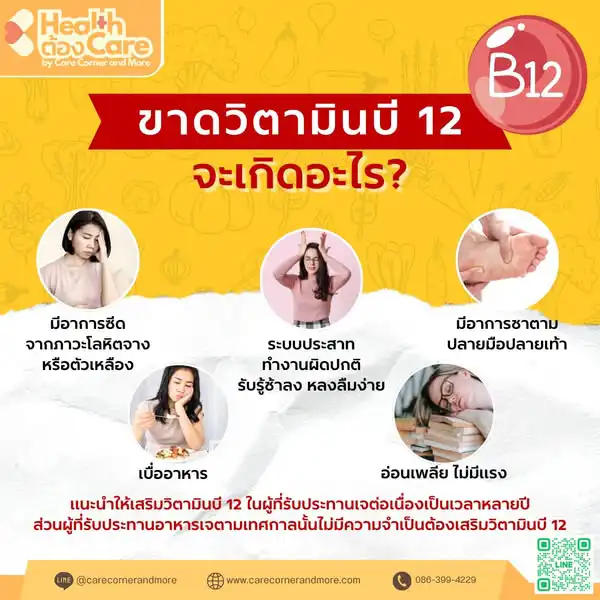 Health
ต้อง Care
by Care Corner and More
B12
ขาดวิตามินบี 12
จะเกิดอะไร?
มีอาการซีด
จากภาวะโลหิตจาง
หรือตัวเหลือง
ระบบประสาท
ทำงานผิดปกติ
รับรู้ช้าลง หลงลืมง่าย
มีอาการชาตาม
ปลายมือปลายเท้า
เบื่ออาหาร
อ่อนเพลีย ไม่มีแรง
แนะนำให้เสริมวิตามินบี 12 ในผู้ที่รับประทานเจต่อเนื่องเป็นเวลาหลายปี
ส่วนผู้ที่รับประทานอาหารเจตามเทศกาลนั้นไม่มีความจำเป็นต้องเสริมวิตามินบี 12
LINE
LINE @carecornerandmore www.carecornerandmore.com 086-399-4229